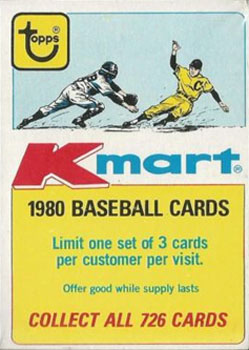 topps
C
Kmart
1980 BASEBALL CARDS
Limit one set of 3 cards
per customer per visit.
Offer good while supply lasts
COLLECT ALL 726 CARDS